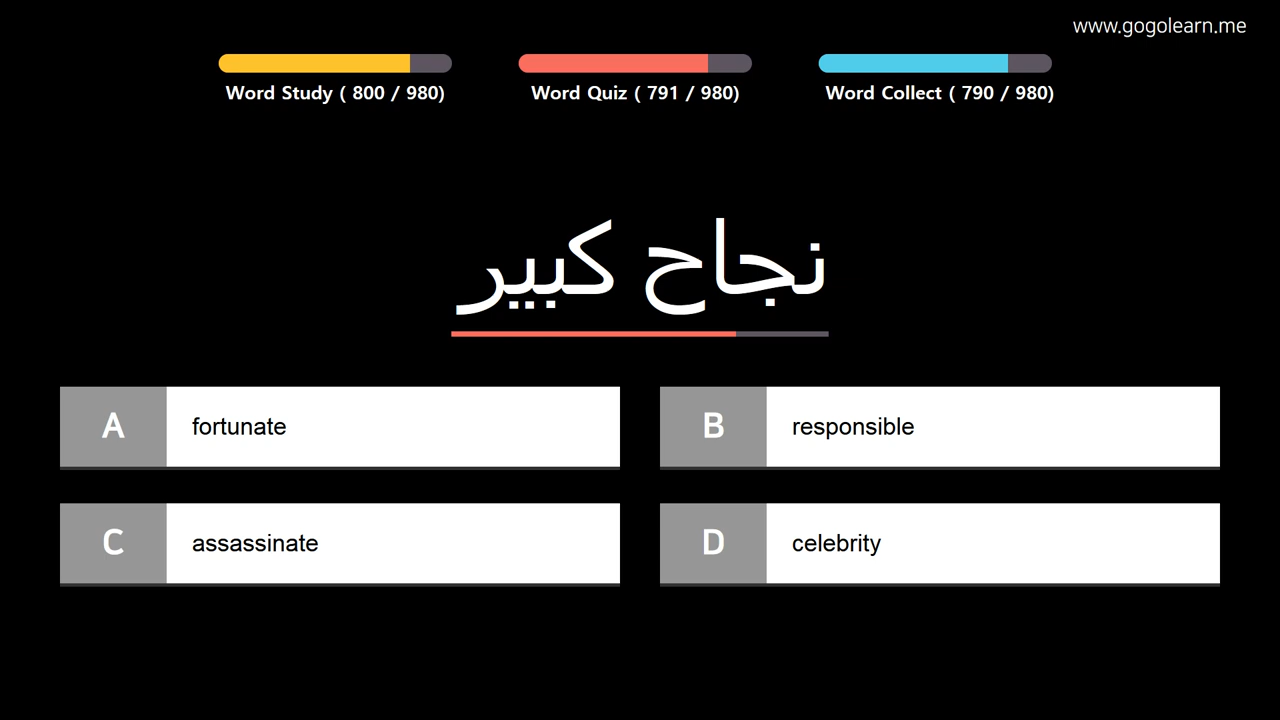 www.gogolearn.me
Word Study ( 800 / 980)
Word Quiz ( 791 / 980)
Word Collect ( 790 / 980)
نجاح كبير
A fortunate
B responsible
C assassinate
D celebrity